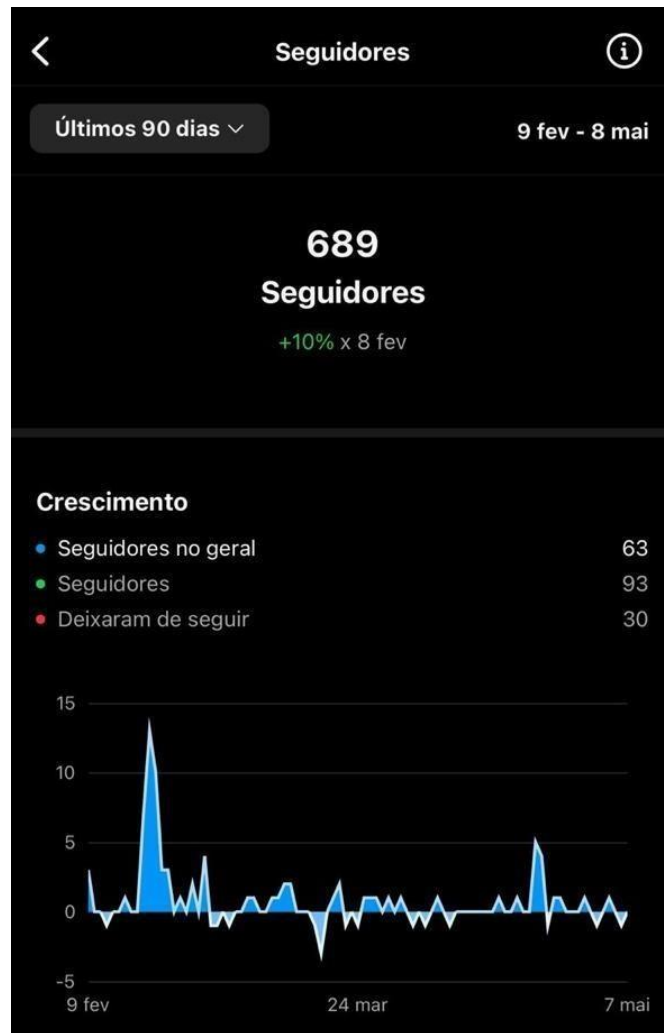 Seguidores
Últimos 90 dias
9 fev - 8 mai
689
Seguidores
+10% x 8 fev
Crescimento
Seguidores no geral 63
Seguidores 93
Deixaram de seguir 30
15
10
5
0
-5
9 fev 24 mar 7 mai